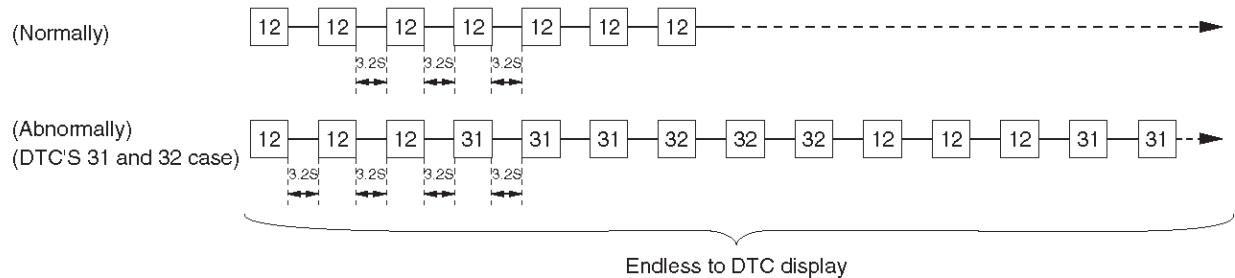 (Normally) 12 12 12 12 12 12 12
3.2S 3.2S 3.2S
(Abnormally)
(DTC'S 31 and 32 case) 12 12 12 31 31 31 32 32 32 12 12 12 31 31
3.2S 3.2S 3.2S 3.2S
Endless to DTC display